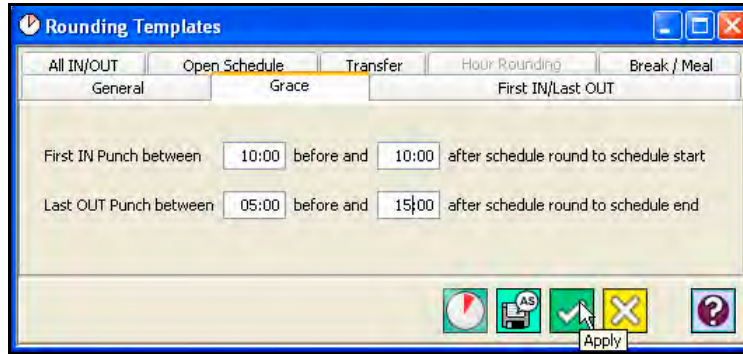 Rounding Templates
All IN/OUT Open Schedule Transfer Hour Rounding Break / Meal
General Grace First IN/Last OUT
First IN Punch between 10:00 before and 10:00 after schedule round to schedule start
Last OUT Punch between 05:00 before and 15:00 after schedule round to schedule end
AS
?
Apply